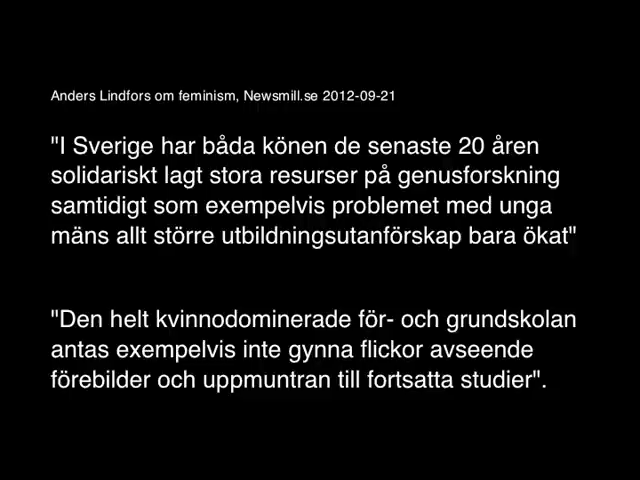 Anders Lindfors om feminism, Newsmill.se 2012-09-21
"I Sverige har båda könen de senaste 20 åren
solidariskt lagt stora resurser på genusforskning
samtidigt som exempelvis problemet med unga
mäns allt större utbildningsutanförskap bara ökat"
"Den helt kvinnodominerade för- och grundskolan
antas exempelvis inte gynna flickor avseende
förebilder och uppmuntran till fortsatta studier".